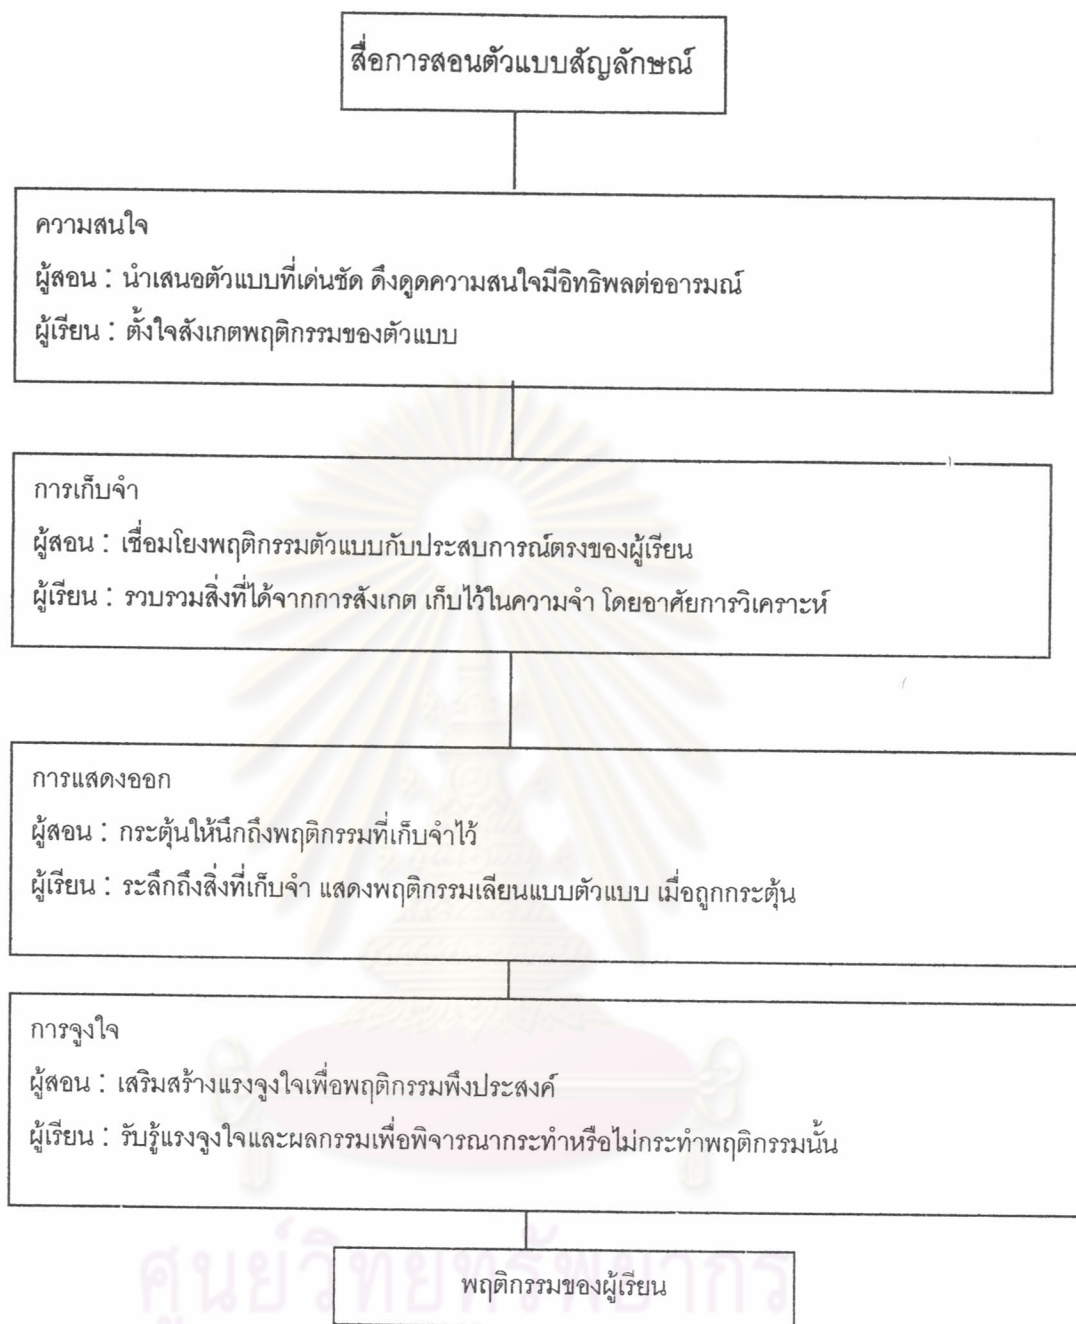 สื่อการสอนตัวแบบสัญลักษณ์
ความสนใจ
ผู้สอน : นำเสนอตัวแบบที่เด่นชัด ดึงดูดความสนใจมีอิทธิพลต่ออารมณ์
ผู้เรียน : ตั้งใจสังเกตพฤติกรรมของตัวแบบ
การเก็บจำ
ผู้สอน : เชื่อมโยงพฤติกรรมตัวแบบกับประสบการณ์ตรงของผู้เรียน
ผู้เรียน : รวบรวมสิ่งที่ได้จากการสังเกต เก็บไว้ในความจำ โดยอาศัยการวิเคราะห์
การแสดงออก
ผู้สอน : กระตุ้นให้นึกถึงพฤติกรรมที่เก็บจำไว้
ผู้เรียน : ระลึกถึงสิ่งที่เก็บจำ แสดงพฤติกรรมเลียนแบบตัวแบบ เมื่อถูกกระตุ้น
การจูงใจ
ผู้สอน : เสริมสร้างแรงจูงใจเพื่อพฤติกรรมพึงประสงค์
ผู้เรียน : รับรู้แรงจูงใจและผลกรรมเพื่อพิจารณากระทำหรือไม่กระทำพฤติกรรมนั้น
ศูนย์วิทยทรัพยากร
พฤติกรรมของผู้เรียน